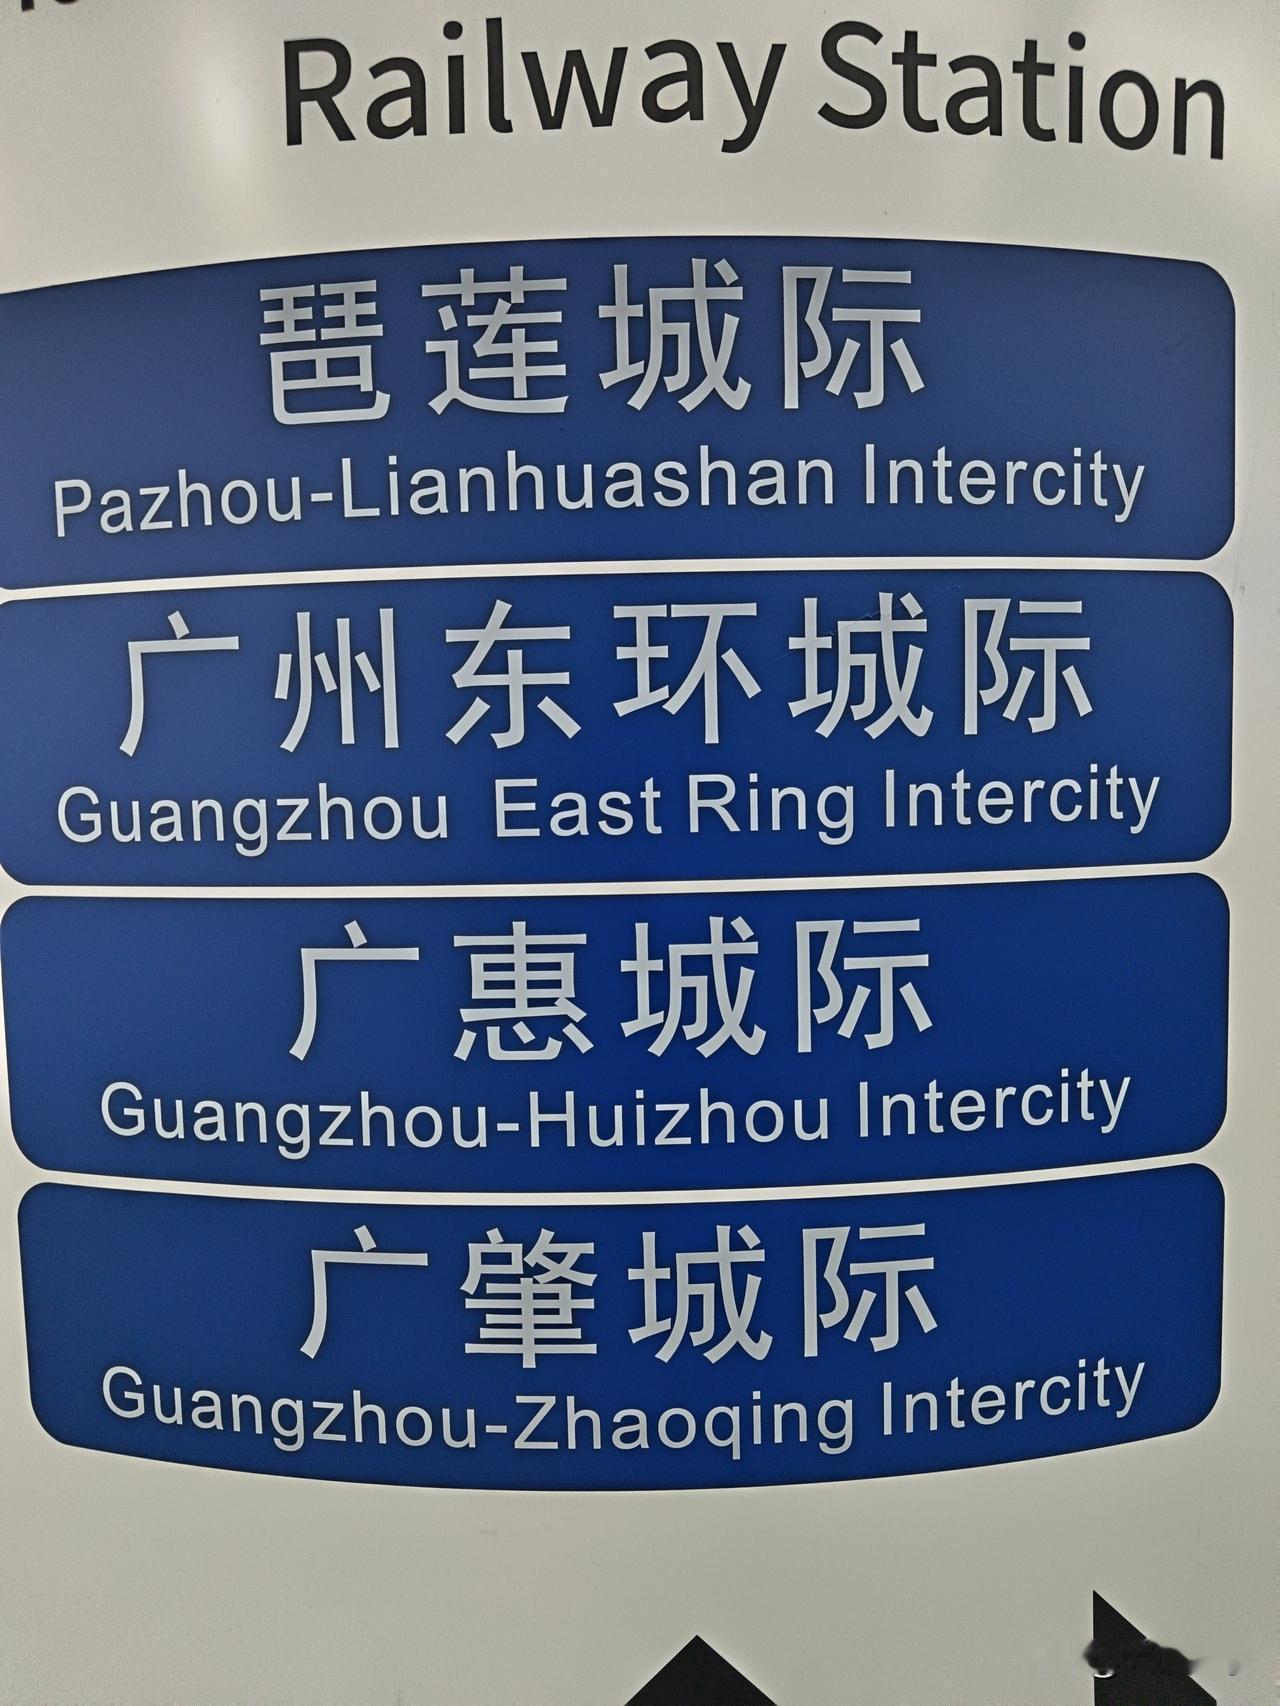 Railway Station
琶莲城际
Pazhou-Lianhuashan Intercity
广州东环城际
Guangzhou East Ring Intercity
广惠城际
Guangzhou-Huizhou Intercity
广肇城际
Guangzhou-Zhaoqing Intercity